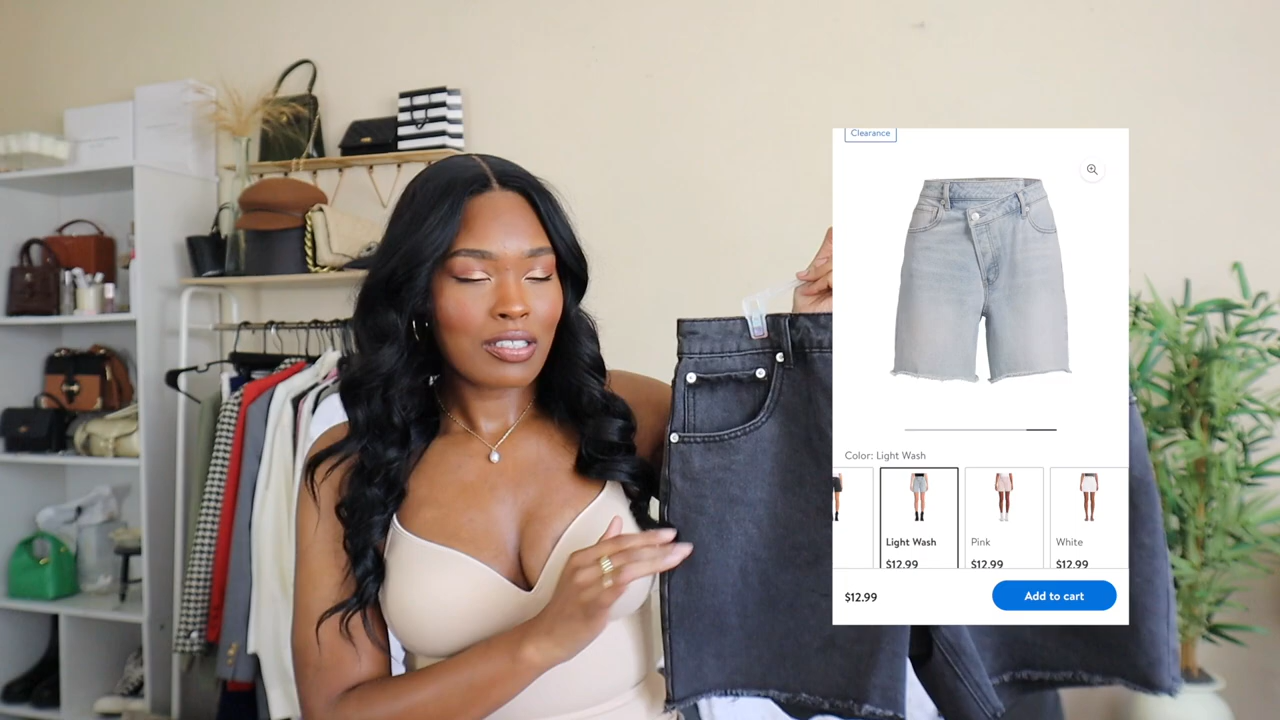 Clearance
Color: Light Wash
Light Wash
Pink
White
$12.99
$12.99
$12.99
$12.99
Add to cart